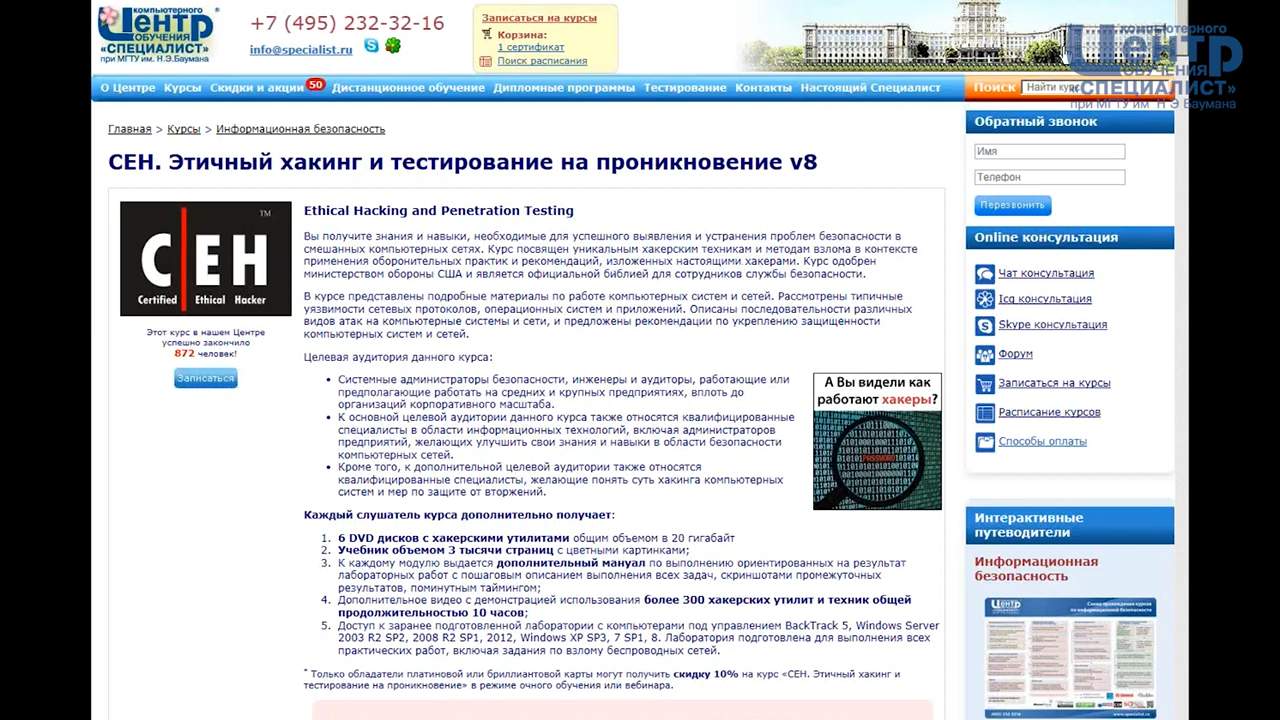 компьютерного
Центр
ОБУЧЕНИЯ
«СПЕЦИАЛИСТ»
при МГТУ им. Н.Э.Баумана
+7 (495) 232-32-16
info@specialist.ru
Записаться на курсы
Корзина:
1 сертификат
Поиск расписания
компьютерного
Центр
ОБУЧЕНИЯ
«СПЕЦИАЛИСТ»
при МГТУ им. Н Э Баумана
О Центре Курсы Скидки и акции 50 Дистанционное обучение Дипломные программы Тестирование Контакты Настоящий Специалист
Поиск Найти курс
Главная > Курсы > Информационная безопасность
CEH. Этичный хакинг и тестирование на проникновение v8
C|EH TM
Certified Ethical Hacker
Этот курс в нашем Центре
успешно закончило
872 человек!
Записаться
Ethical Hacking and Penetration Testing
Вы получите знания и навыки, необходимые для успешного выявления и устранения проблем безопасности в
смешанных компьютерных сетях. Курс посвящен уникальным хакерским техникам и методам взлома в контексте
применения оборонительных практик и рекомендаций, изложенных настоящими хакерами. Курс одобрен
министерством обороны США и является официальной библией для сотрудников службы безопасности.
В курсе представлены подробные материалы по работе компьютерных систем и сетей. Рассмотрены типичные
уязвимости сетевых протоколов, операционных систем и приложений. Описаны последовательности различных
видов атак на компьютерные системы и сети, и предложены рекомендации по укреплению защищенности
компьютерных систем и сетей.
Целевая аудитория данного курса:
• Системные администраторы безопасности, инженеры и аудиторы, работающие или
предполагающие работать на средних и крупных предприятиях, вплоть до
организаций корпоративного масштаба.
• К основной целевой аудитории данного курса также относятся квалифицированные
специалисты в области информационных технологий, включая администраторов
предприятий, желающих улучшить свои знания и навыки в области безопасности
компьютерных сетей.
• Кроме того, к дополнительной целевой аудитории также относятся
квалифицированные специалисты, желающие понять суть хакинга компьютерных
систем и мер по защите от вторжений.
А Вы видели как
работают хакеры?
PASSWORD
Каждый слушатель курса дополнительно получает:
1. 6 DVD дисков с хакерскими утилитами общим объемом в 20 гигабайт
2. Учебник объемом 3 тысячи страниц с цветными картинками;
3. К каждому модулю выдается дополнительный мануал по выполнению ориентированных на результат
лабораторных работ с пошаговым описанием выполнения всех задач, скриншотами промежуточных
результатов, поминутным таймингом;
4. Дополнительное видео с демонстрацией использования более 300 хакерских утилит и техник общей
продолжительностью 10 часов;
5. Доступ к заранее подготовленной лаборатории с компьютерами под управлением BackTrack 5, Windows Server
2003 R2 SP2, 2008 R2 SP1, 2012, Windows XP SP3, 7 SP1, 8. Лаборатория подготовлена для выполнения всех
практических работ, включая задания по взлому беспроводных сетей.
* Только обладатели платиновой или бриллиантовой карты могут получить скидку 10% на курс «CEH. Этичный хакинг и
тестирование на проникновение» в режиме очного обучения или вебинара.
Обратный звонок
Имя
Телефон
Перезвонить
Online консультация
Чат консультация
Icq консультация
Skype консультация
Форум
Записаться на курсы
Расписание курсов
Способы оплаты
Интерактивные
путеводители
Информационная
безопасность